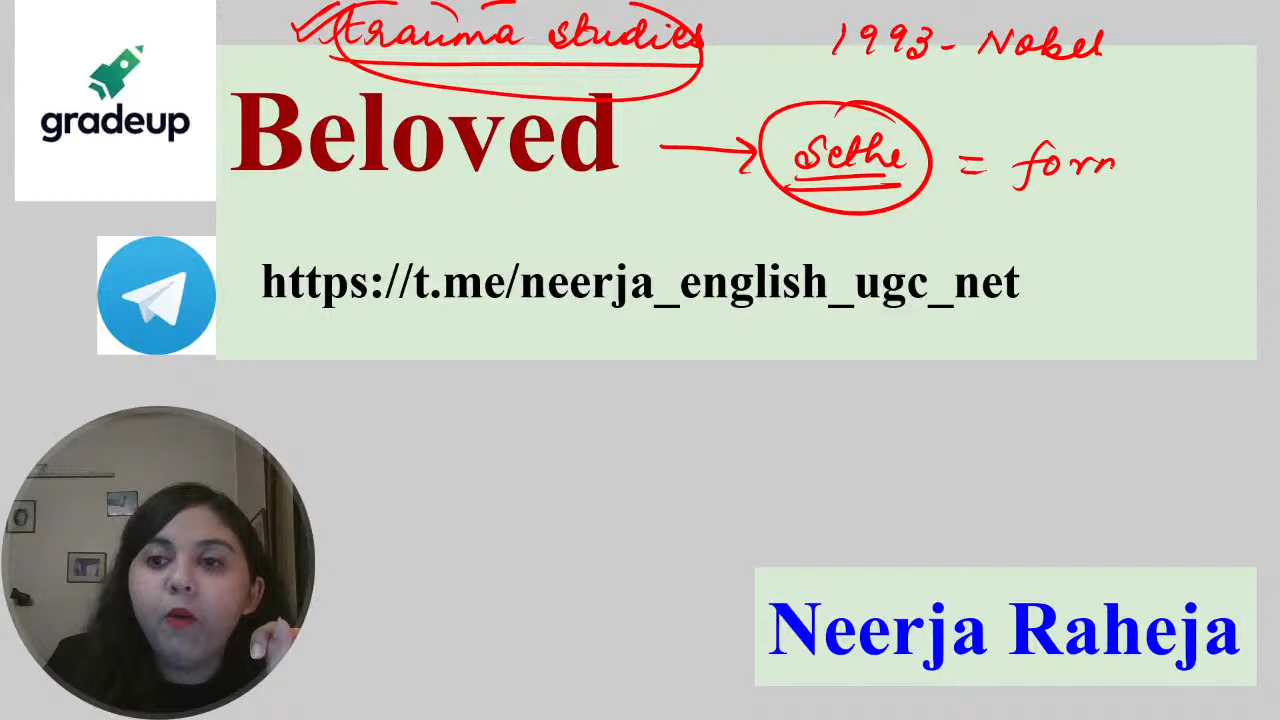 trauma studies 1993 - Nobel
gradeup
Beloved → Sethe = form
https://t.me/neerja_english_ugc_net
Neerja Raheja